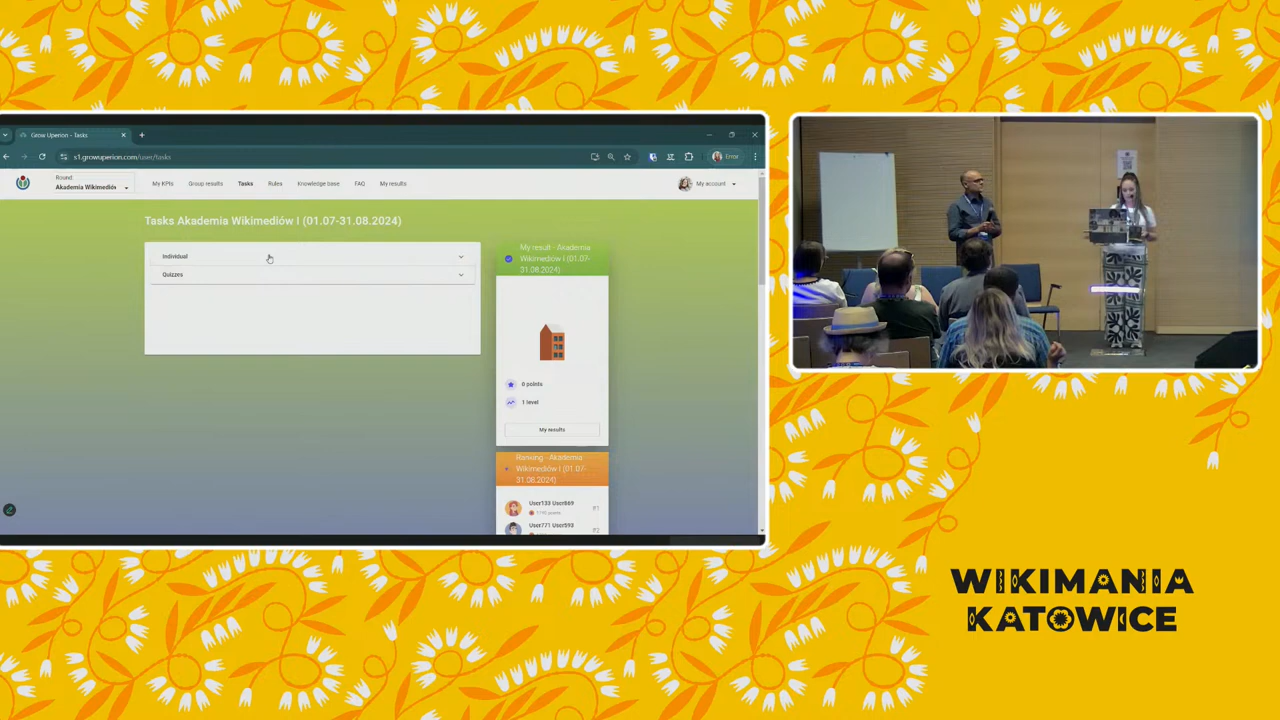 Grow Uperion - Tasks
s1.growuperion.com/user/tasks
Error
Round:
Akademia Wikimediów
My KPIs
Group results
Tasks
Rules
Knowledge base
FAQ
My results
My account
Tasks Akademia Wikimediów I (01.07-31.08.2024)
Individual
Quizzes
My result - Akademia
Wikimediów I (01.07-
31.08.2024)
0 points
1 level
My results
Ranking - Akademia
Wikimediów I (01.07-
31.08.2024)
User133 User869
#1
User771 User593
#2
WIKIMANIA
KATOWICE